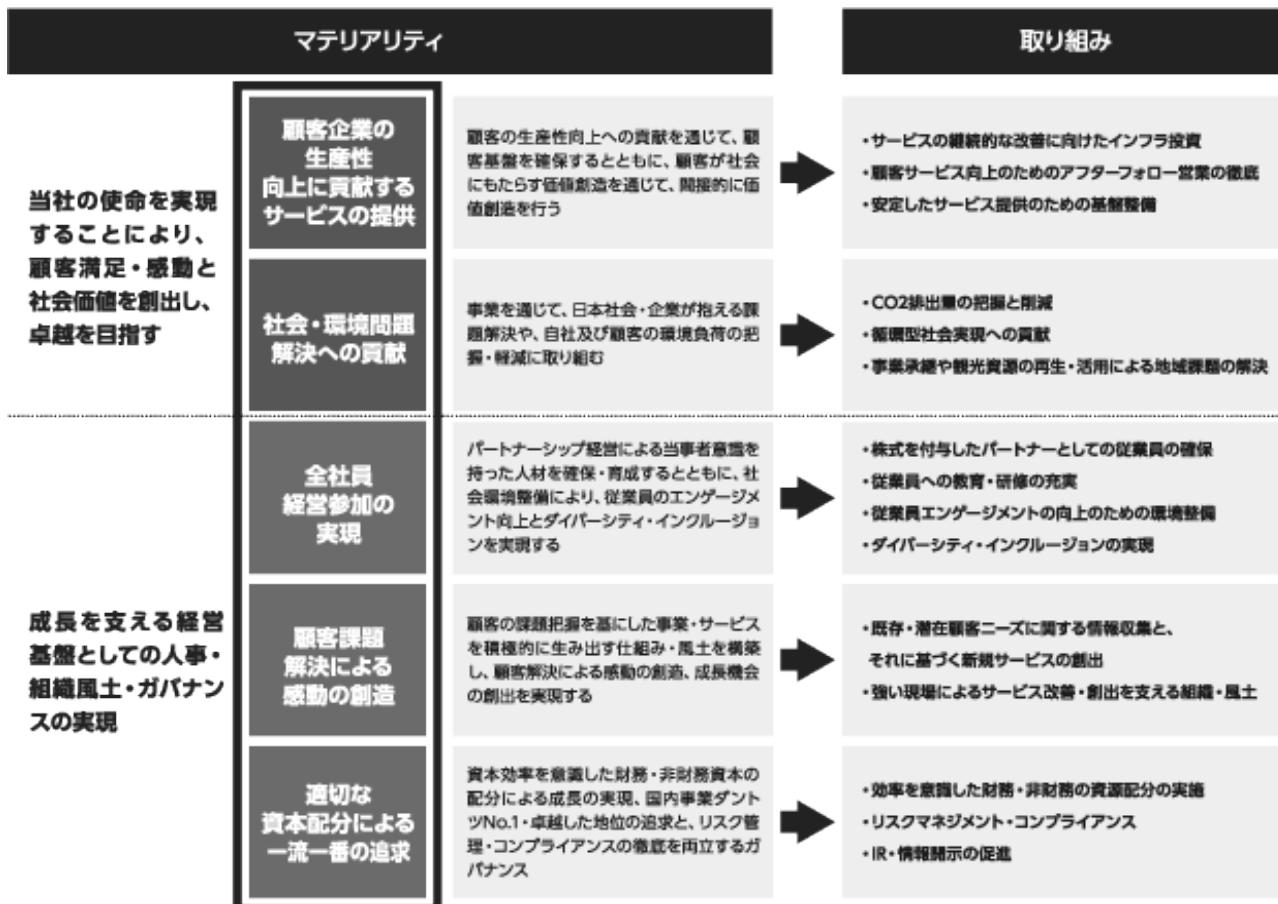 マテリアリティ
取り組み
当社の使命を実現
することにより、
顧客満足・感動と
社会価値を創出し、
卓越を目指す
顧客企業の
生産性
向上に貢献する
サービスの提供
顧客の生産性向上への貢献を通じて、顧
客基盤を確保するとともに、顧客が社会
にもたらす価値創造を通じて、間接的に価
値創造を行う
・サービスの継続的な改善に向けたインフラ投資
・顧客サービス向上のためのアフターフォロー営業の徹底
・安定したサービス提供のための基盤整備
社会・環境問題
解決への貢献
事業を通じて、日本社会・企業が抱える課
題解決や、自社及び顧客の環境負荷の把
握・軽減に取り組む
・CO2排出量の把握と削減
・循環型社会実現への貢献
・事業承継や観光資源の再生・活用による地域課題の解決
成長を支える経営
基盤としての人事・
組織風土・ガバナン
スの実現
全社員
経営参加の
実現
パートナーシップ経営による当事者意識を
持った人材を確保・育成するとともに、社
会環境整備により、従業員のエンゲージメ
ント向上とダイバーシティ・インクルージョ
ンを実現する
・株式を付与したパートナーとしての従業員の確保
・従業員への教育・研修の充実
・従業員エンゲージメントの向上のための環境整備
・ダイバーシティ・インクルージョンの実現
顧客課題
解決による
感動の創造
顧客の課題把握を基にした事業・サービス
を積極的に生み出す仕組み・風土を構築
し、顧客解決による感動の創造、成長機会
の創出を実現する
・既存・潜在顧客ニーズに関する情報収集と、
それに基づく新規サービスの創出
・強い現場によるサービス改善・創出を支える組織・風土
適切な
資本配分による
一流一番の追求
資本効率を意識した財務・非財務資本の
配分による成長の実現、国内事業ダント
ツNo.1・卓越した地位の追求と、リスク管
理・コンプライアンスの徹底を両立するガ
バナンス
・効率を意識した財務・非財務の資源配分の実施
・リスクマネジメント・コンプライアンス
・IR・情報開示の促進